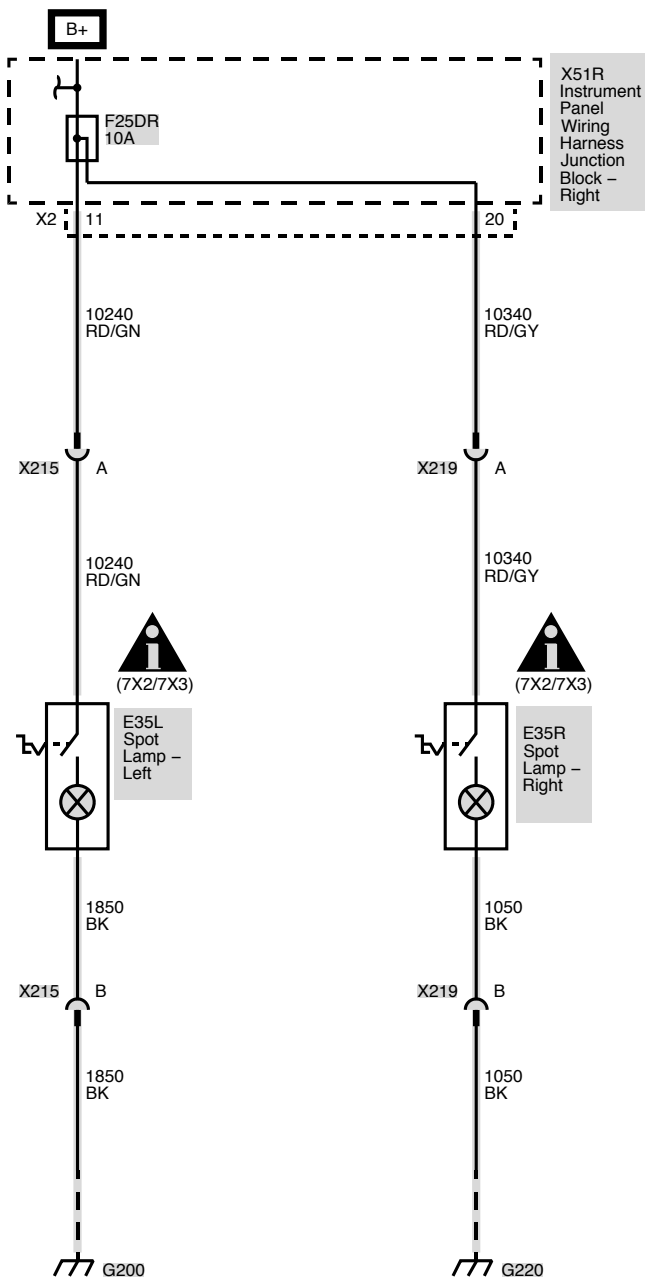 B+
X51R
Instrument
Panel
Wiring
Harness
Junction
Block –
Right
F25DR
10A
X2 11 20
10240
RD/GN
10340
RD/GY
X215 A
X219 A
10240
RD/GN
10340
RD/GY
(7X2/7X3)
(7X2/7X3)
E35L
Spot
Lamp –
Left
E35R
Spot
Lamp –
Right
1850
BK
1050
BK
X215 B
X219 B
1850
BK
1050
BK
G200
G220